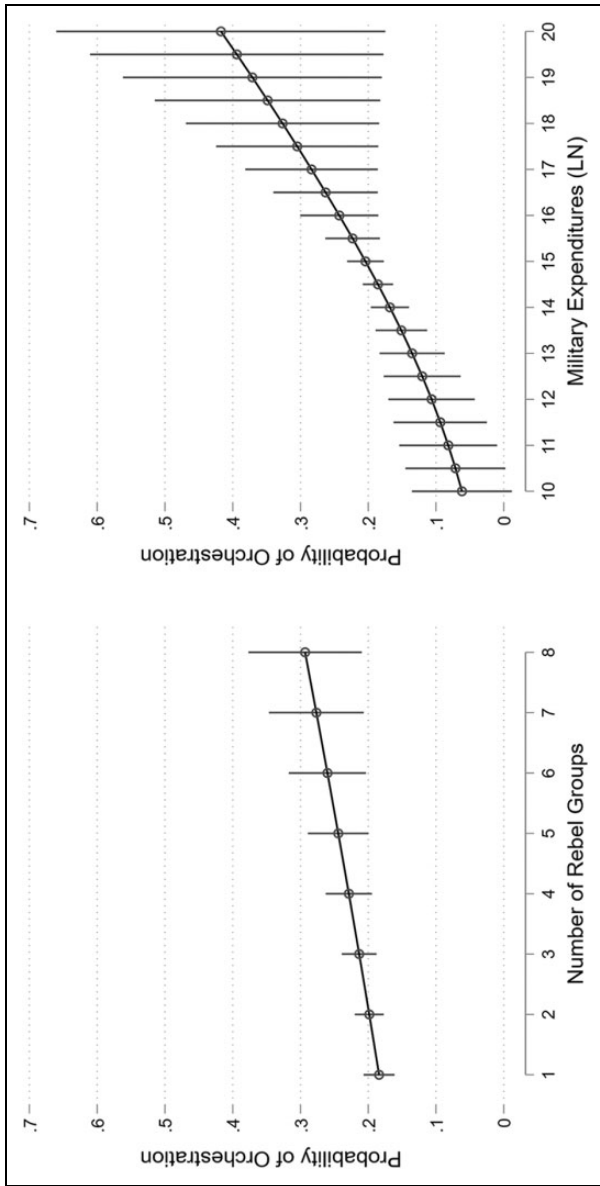 Probability of Orchestration
.7
.6
.5
.4
.3
.2
.1
0
1 2 3 4 5 6 7 8
Number of Rebel Groups
Probability of Orchestration
.7
.6
.5
.4
.3
.2
.1
0
10 11 12 13 14 15 16 17 18 19 20
Military Expenditures (LN)